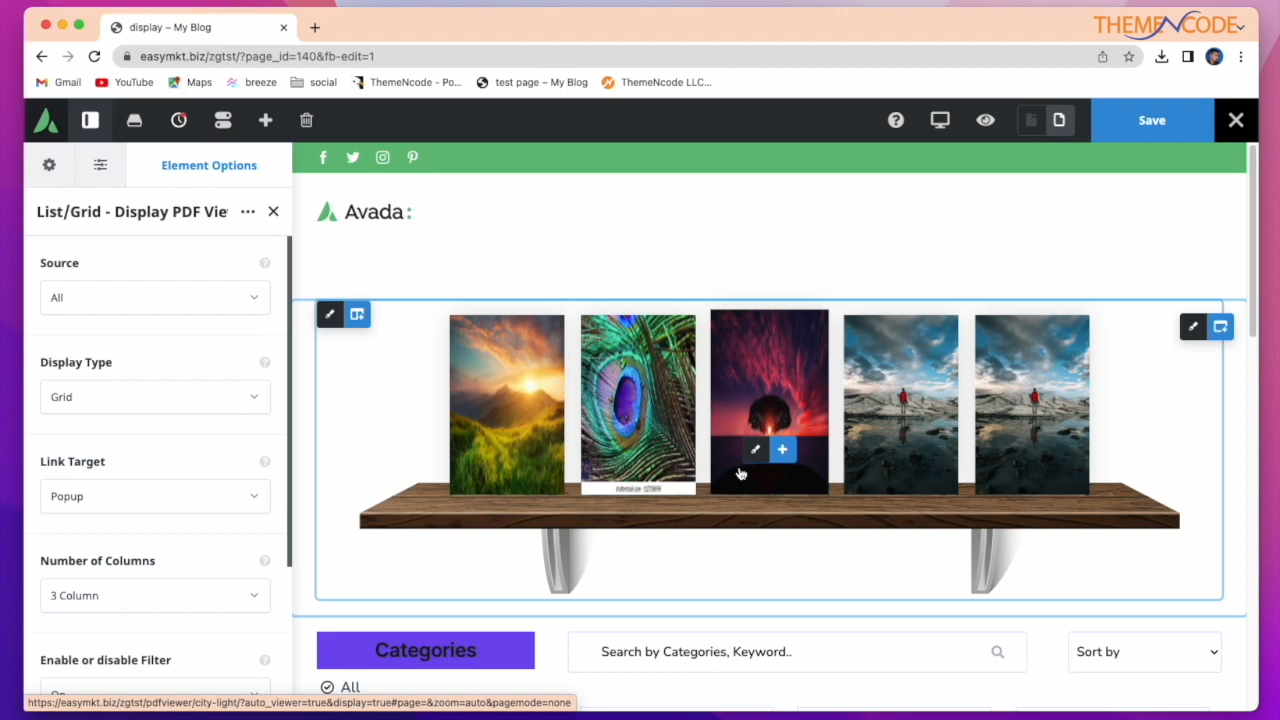 display – My Blog
THEMENCODE
easymkt.biz/zgtst/?page_id=140&fb-edit=1
Gmail
YouTube
Maps
breeze
social
ThemeNcode - Po...
test page – My Blog
ThemeNcode LLC...
Save
Element Options
List/Grid - Display PDF Vie
Avada:
Source
All
Display Type
Grid
Link Target
Popup
Number of Columns
3 Column
Enable or disable Filter
Categories
Search by Categories, Keyword..
Sort by
All
https://easymkt.biz/zgtst/pdfviewer/city-light/?auto_viewer=true&display=true#page=&zoom=auto&pagemode=none